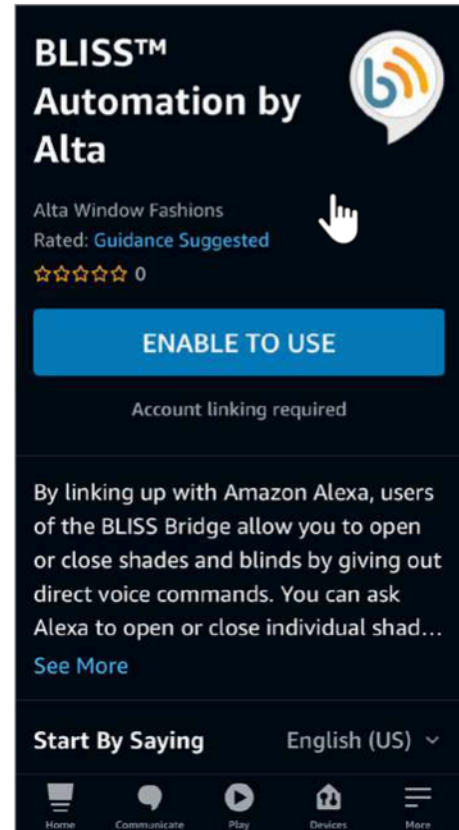 BLISS™
Automation by
Alta
Alta Window Fashions
Rated: Guidance Suggested
0
ENABLE TO USE
Account linking required
By linking up with Amazon Alexa, users
of the BLISS Bridge allow you to open
or close shades and blinds by giving out
direct voice commands. You can ask
Alexa to open or close individual shad...
See More
Start By Saying English (US)
Home Communicate Play Devices More